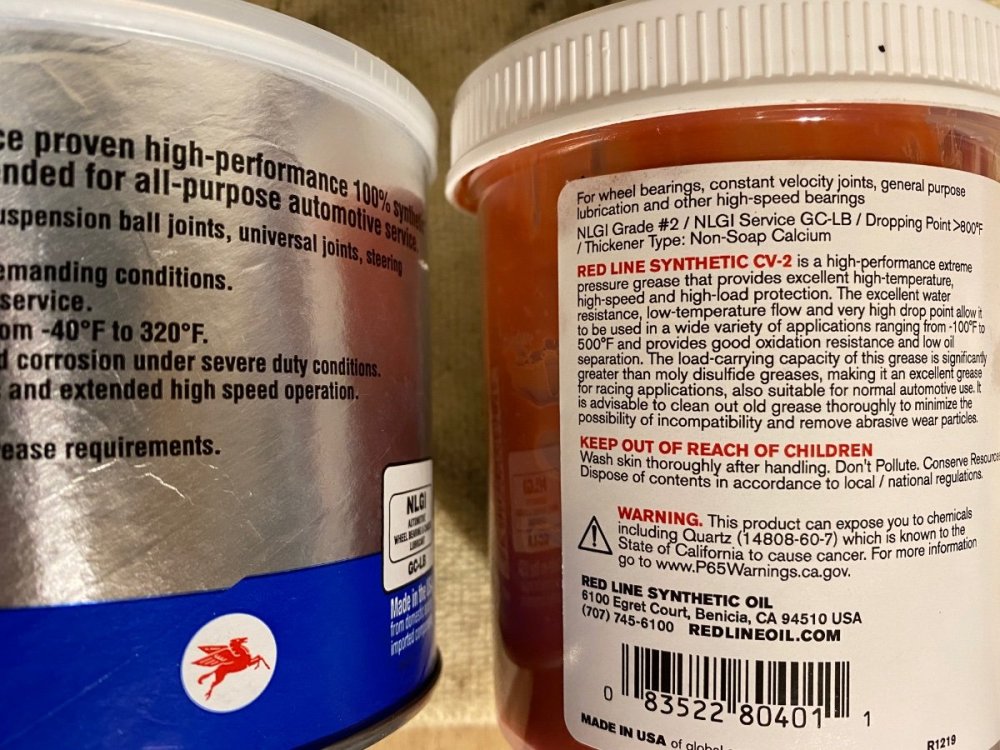 ce proven high-performance 100% synthetic
nded for all-purpose automotive service.
uspension ball joints, universal joints, steering
emanding conditions.
service.
om -40°F to 320°F.
d corrosion under severe duty conditions.
and extended high speed operation.
ease requirements.
NLGI
AUTOMOTIVE
WHEEL BEARING &
LUBRICANT
GC-LB
Made in the
from domestic
imported
For wheel bearings, constant velocity joints, general purpose
lubrication and other high-speed bearings
NLGI Grade #2 / NLGI Service GC-LB / Dropping Point >800°F
/ Thickener Type: Non-Soap Calcium
RED LINE SYNTHETIC CV-2 is a high-performance extreme
pressure grease that provides excellent high-temperature,
high-speed and high-load protection. The excellent water
resistance, low-temperature flow and very high drop point allow it
to be used in a wide variety of applications ranging from -100°F to
500°F and provides good oxidation resistance and low oil
separation. The load-carrying capacity of this grease is significantly
greater than moly disulfide greases, making it an excellent grease
for racing applications, also suitable for normal automotive use. It
is advisable to clean out old grease thoroughly to minimize the
possibility of incompatibility and remove abrasive wear particles.
KEEP OUT OF REACH OF CHILDREN
Wash skin thoroughly after handling. Don't Pollute. Conserve Resources
Dispose of contents in accordance to local / national regulations.
WARNING. This product can expose you to chemicals
including Quartz (14808-60-7) which is known to the
State of California to cause cancer. For more information
go to www.P65Warnings.ca.gov.
RED LINE SYNTHETIC OIL
6100 Egret Court, Benicia, CA 94510 USA
(707) 745-6100 REDLINEOIL.COM
0 83522 80401 1
MADE IN USA of global
R1219